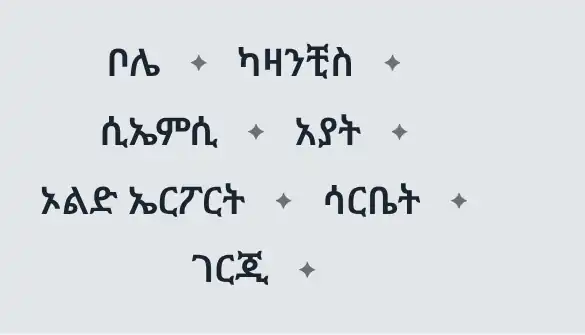 ቦሌ ✦ ካዛንቺስ ✦
ሲኤምሲ ✦ አያት ✦
ኦልድ ኤርፖርት ✦ ሳርቤት ✦
ገርጂ ✦